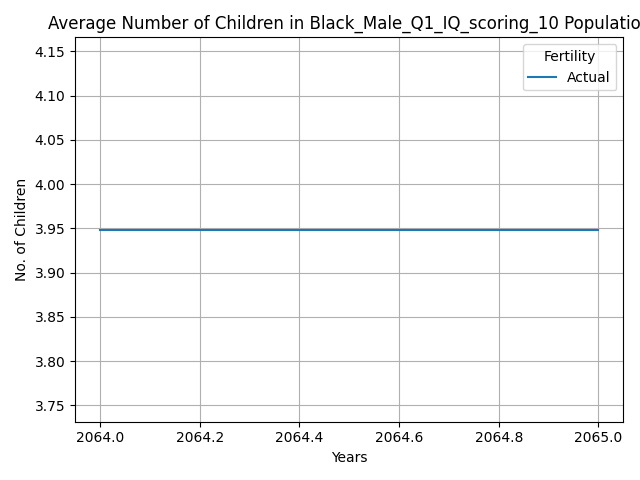 Average Number of Children in Black_Male_Q1_IQ_scoring_10 Populatio
Fertility
Actual
4.15
4.10
4.05
4.00
3.95
3.90
3.85
3.80
3.75
No. of Children
2064.0 2064.2 2064.4 2064.6 2064.8 2065.0
Years